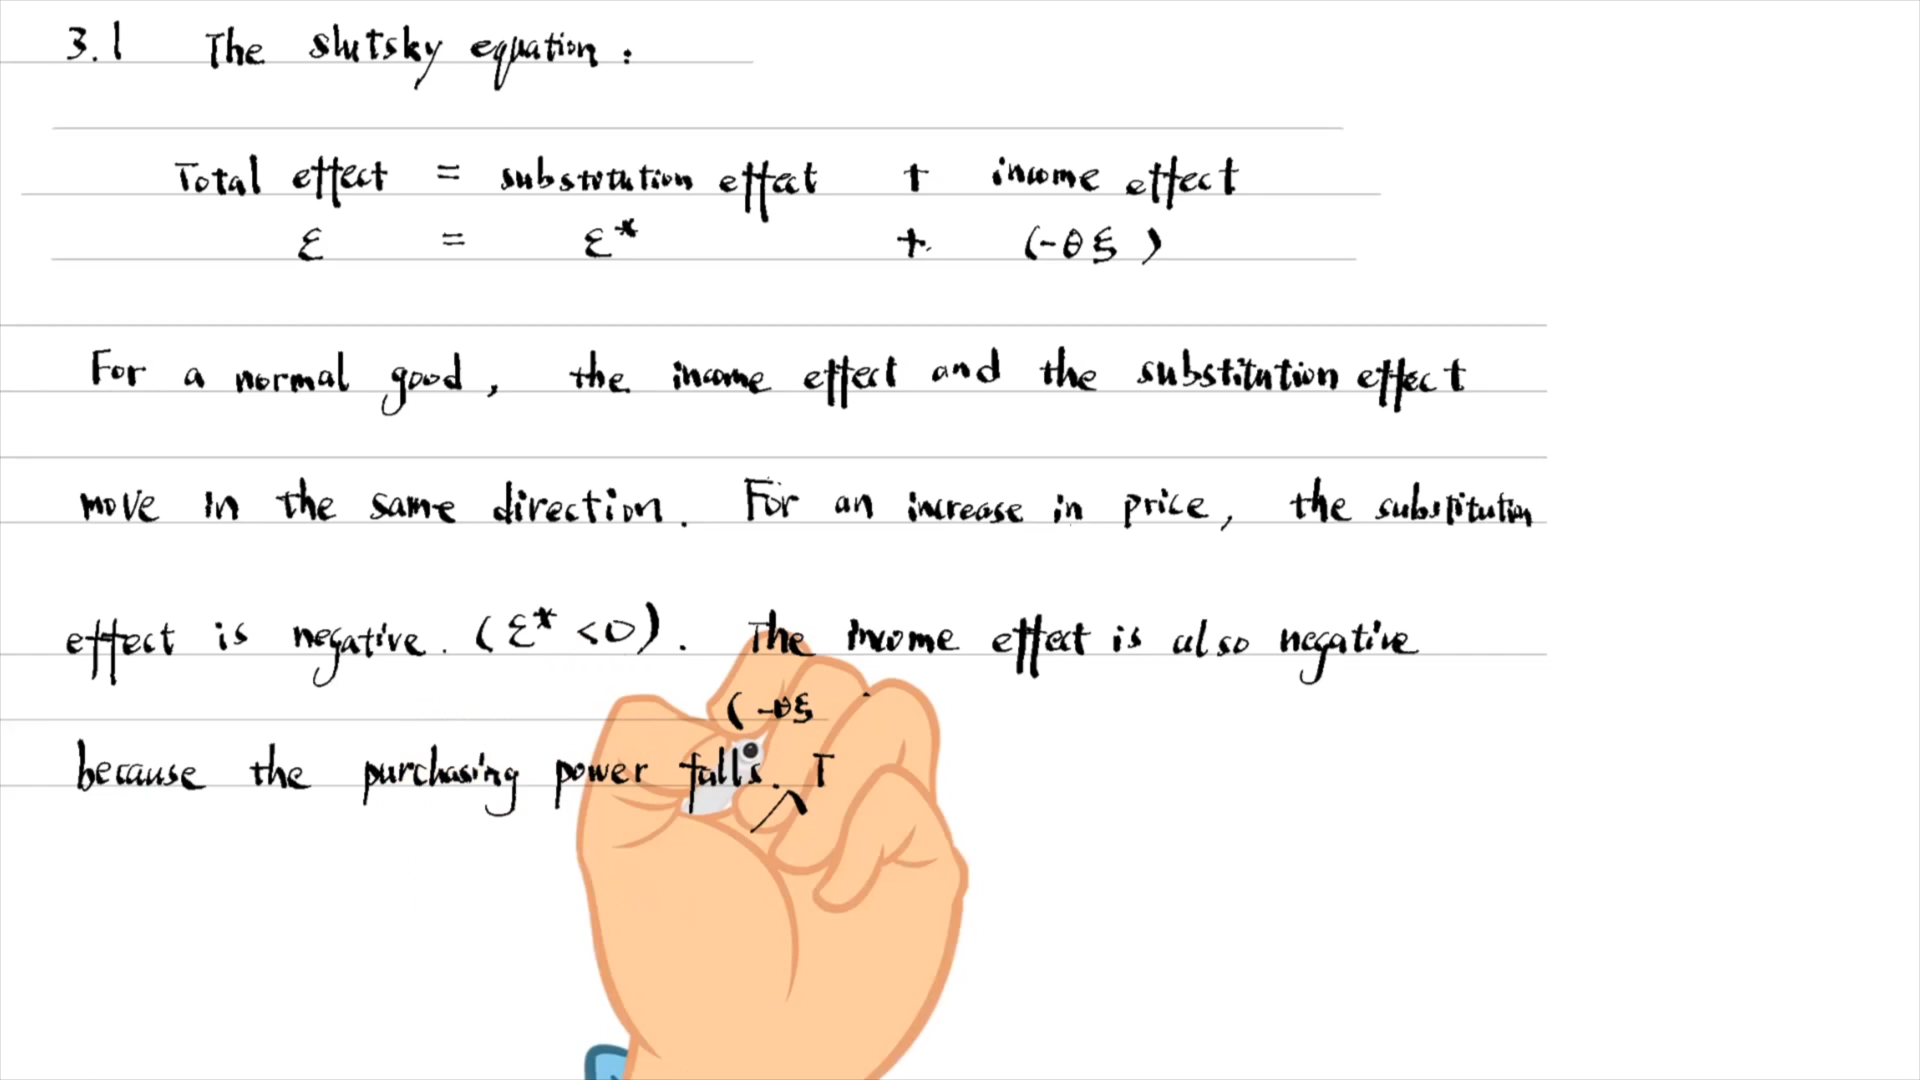 3.1 The slutsky equation:
Total effect = substitution effect + income effect
ε = ε* + (-θξ)
For a normal good, the income effect and the substitution effect
move in the same direction. For an increase in price, the substitution
effect is negative. (ε* <0). The income effect is also negative
(-θξ
because the purchasing power falls. T